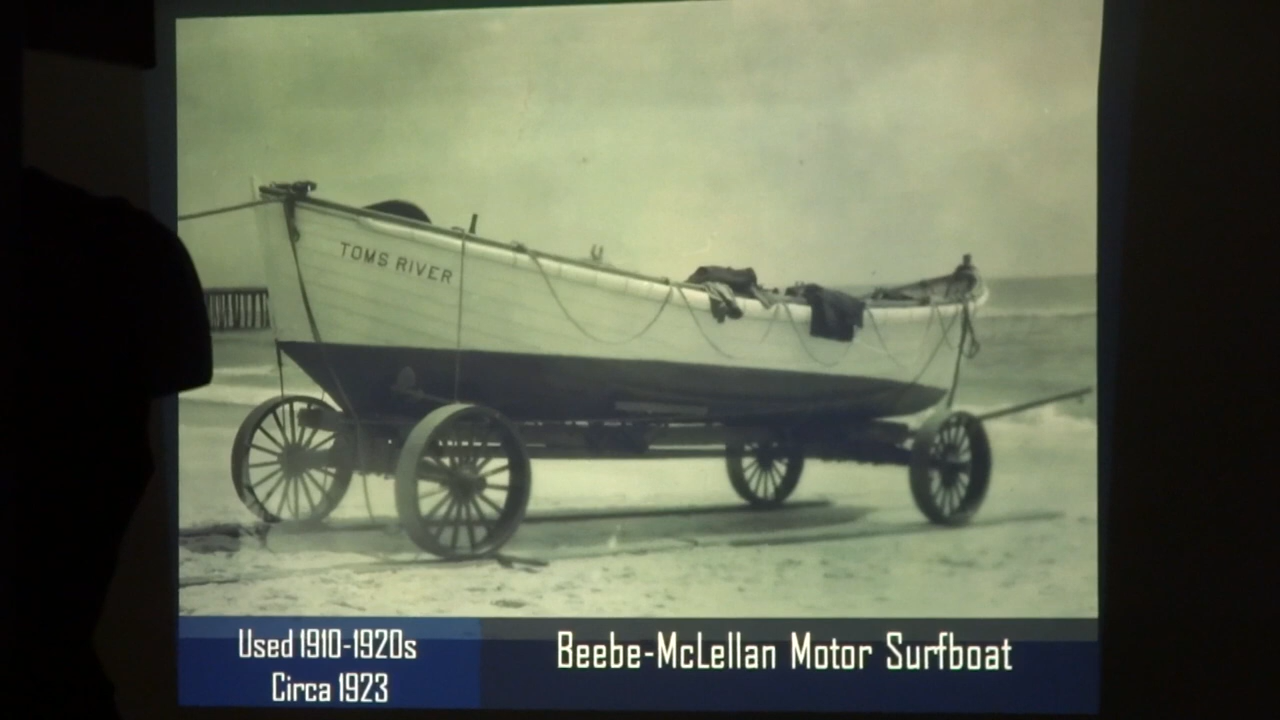 TOMS RIVER
Used 1910-1920s
Circa 1923
Beebe-McLellan Motor Surfboat